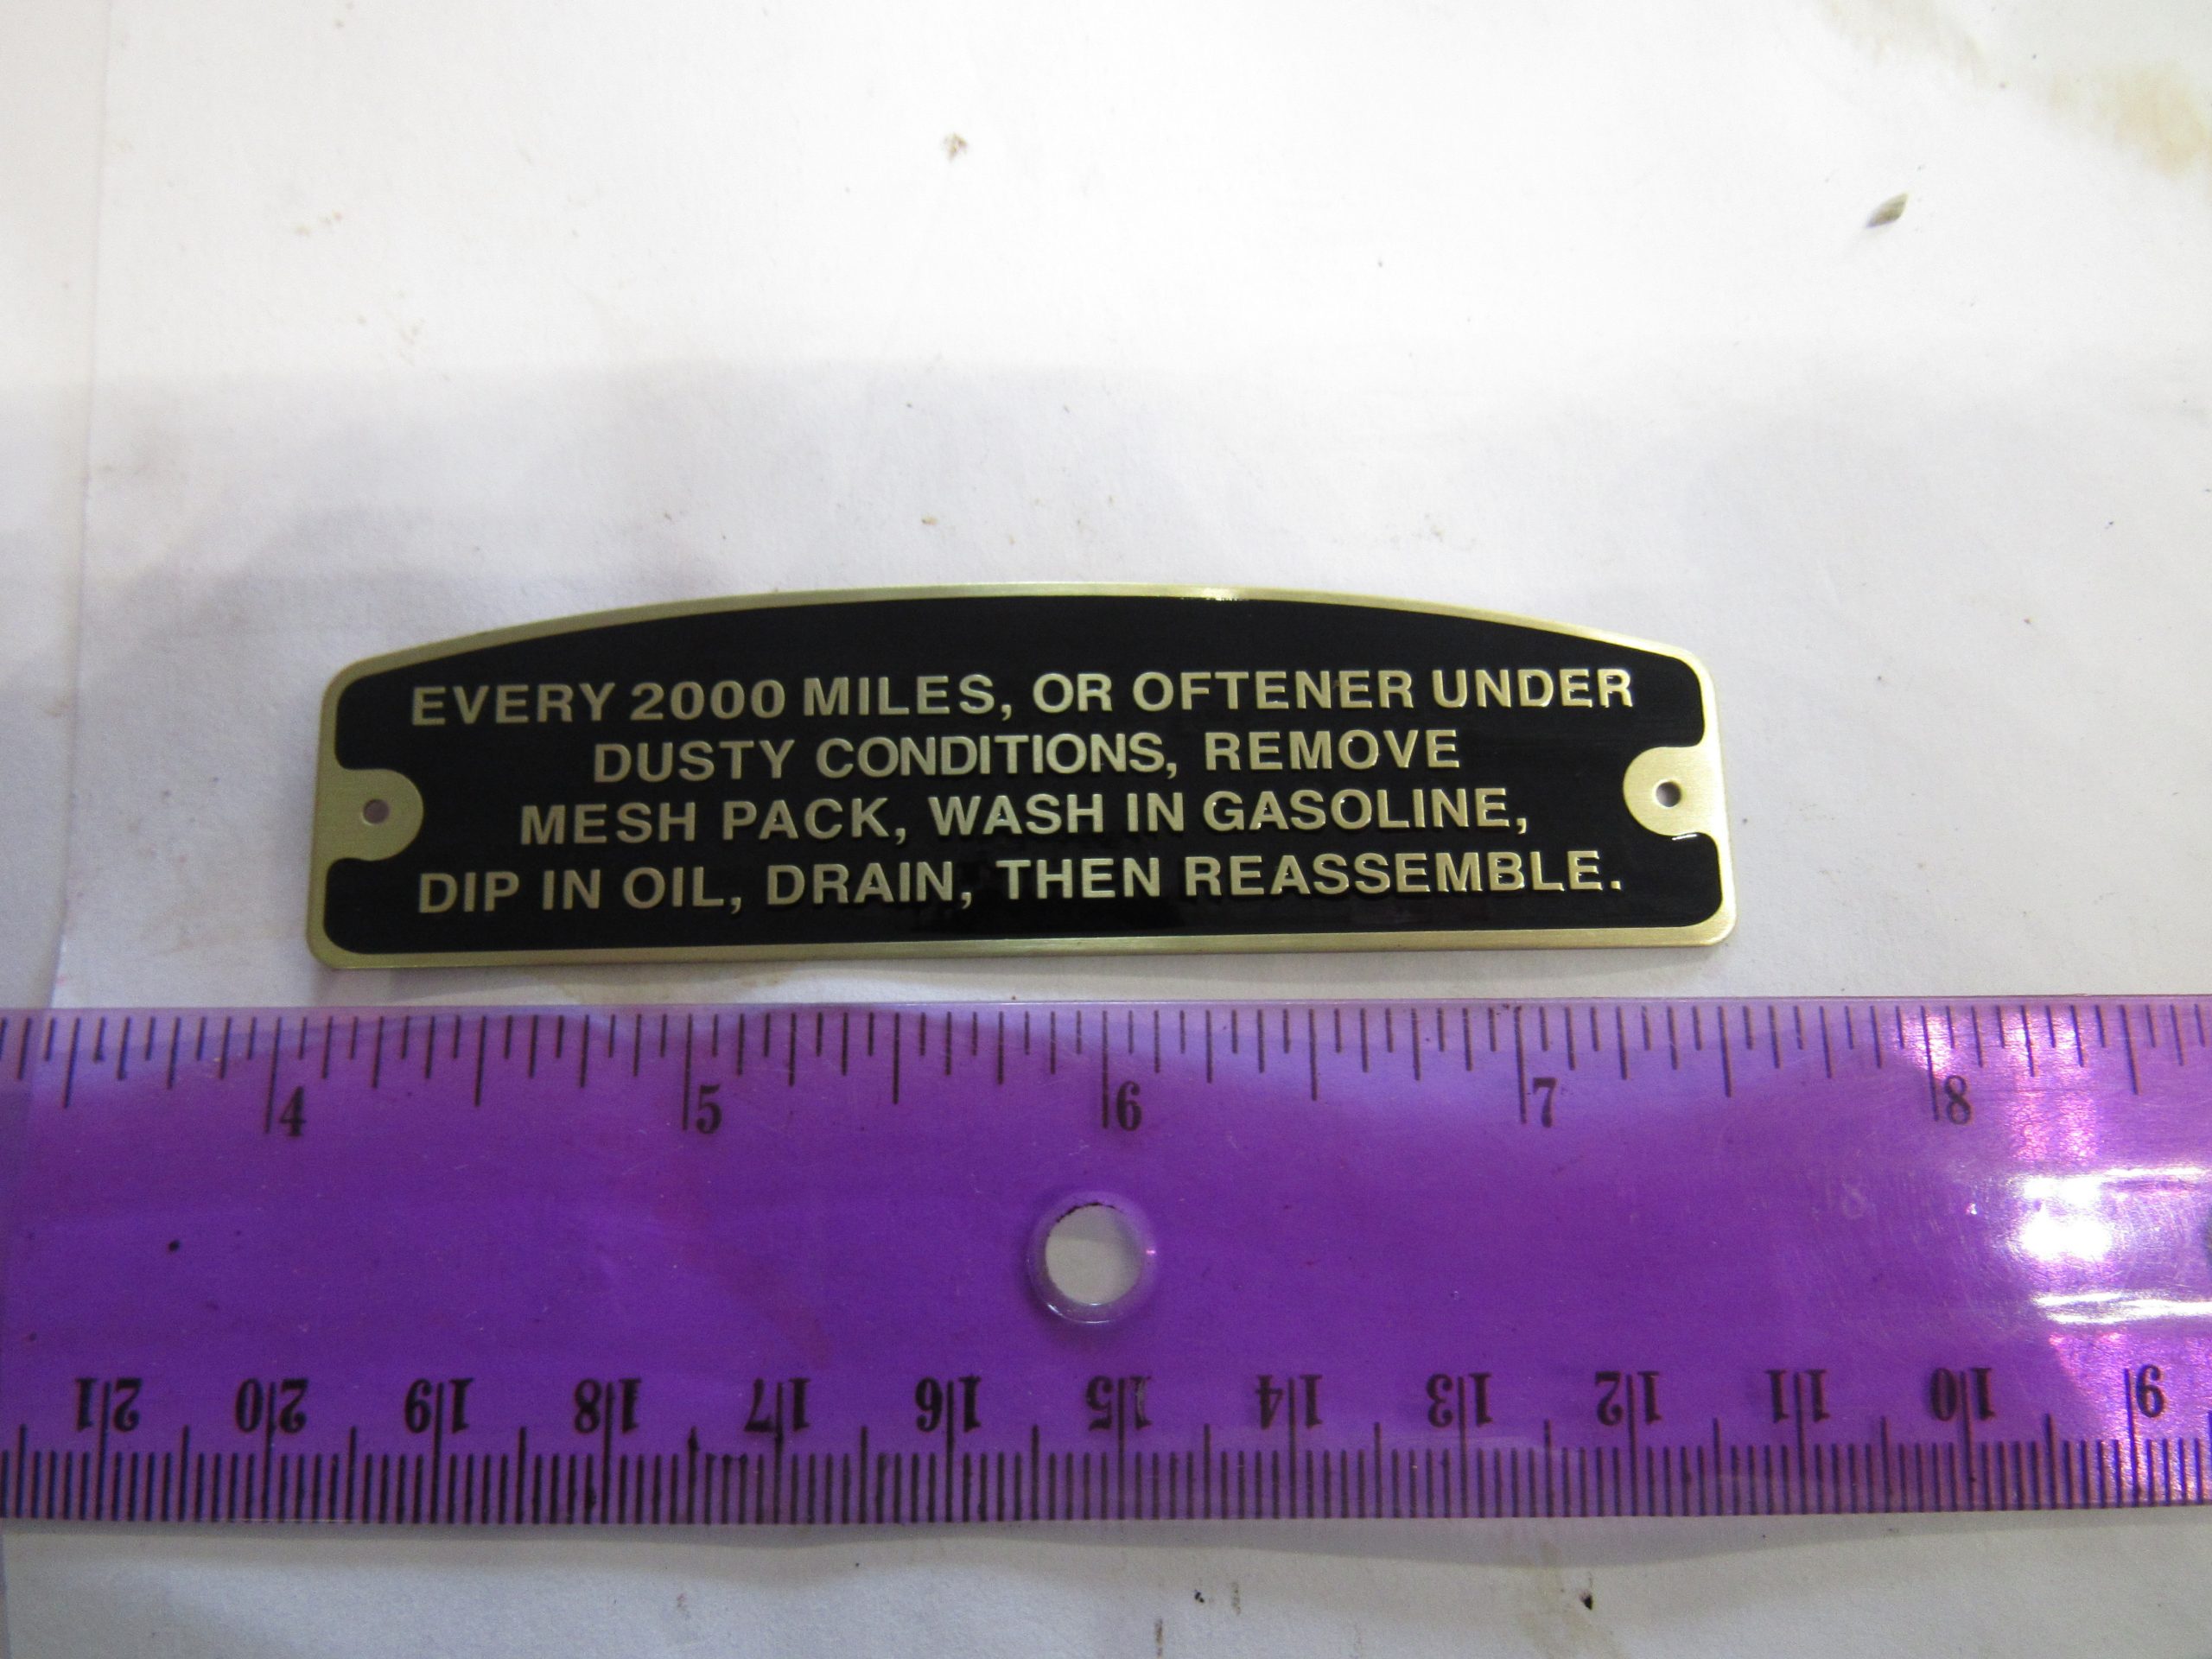 EVERY 2000 MILES, OR OFTENER UNDER
DUSTY CONDITIONS, REMOVE
MESH PACK, WASH IN GASOLINE,
DIP IN OIL, DRAIN, THEN REASSEMBLE.
4 5 6 7 8
21 20 19 18 17 16 15 14 13 12 11 10 9